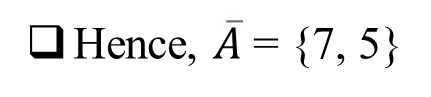 ❑ Hence, Ā = {7, 5}